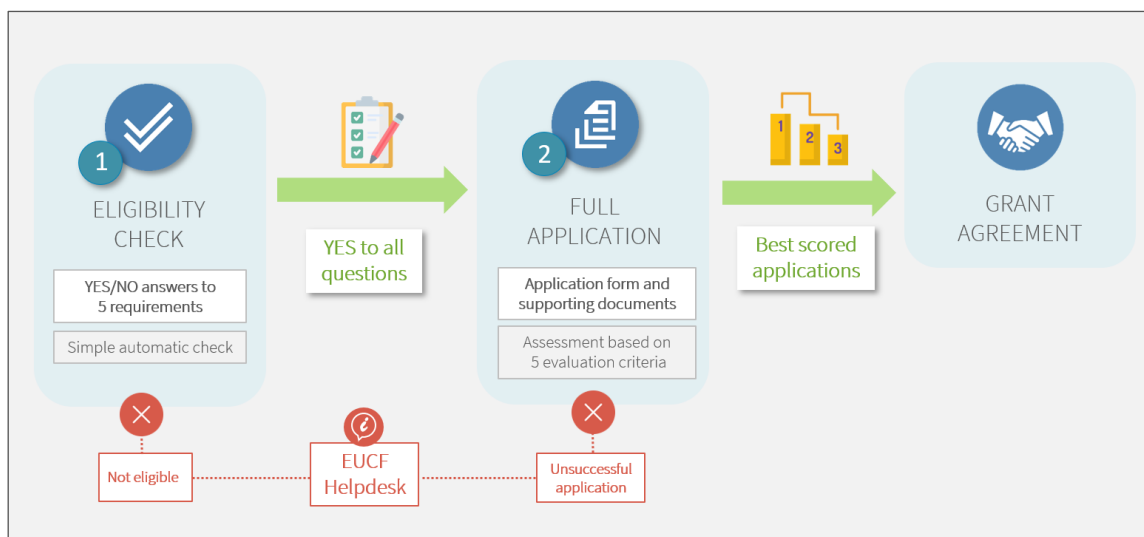 1
ELIGIBILITY
CHECK
YES/NO answers to
5 requirements
Simple automatic check
YES to all
questions
2
FULL
APPLICATION
Application form and
supporting documents
Assessment based on
5 evaluation criteria
1
2
3
Best scored
applications
GRANT
AGREEMENT
Not eligible
i
EUCF
Helpdesk
Unsuccessful
application